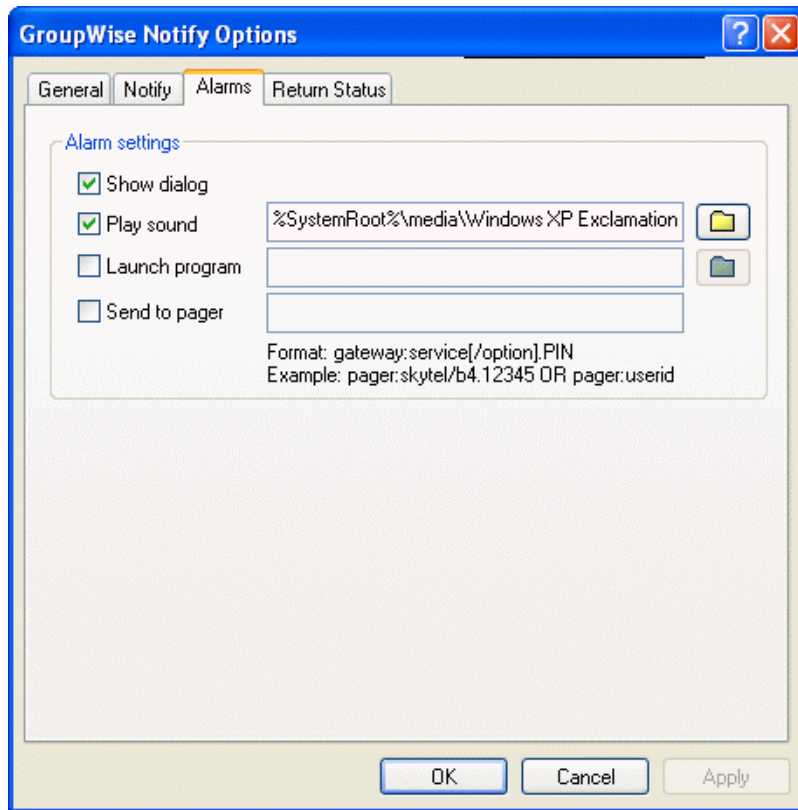 GroupWise Notify Options
?
General Notify Alarms Return Status
Alarm settings
Show dialog
Play sound %SystemRoot%\media\Windows XP Exclamation
Launch program
Send to pager
Format: gateway:service[/option].PIN
Example: pager:skytel/b4.12345 OR pager:userid
OK Cancel Apply